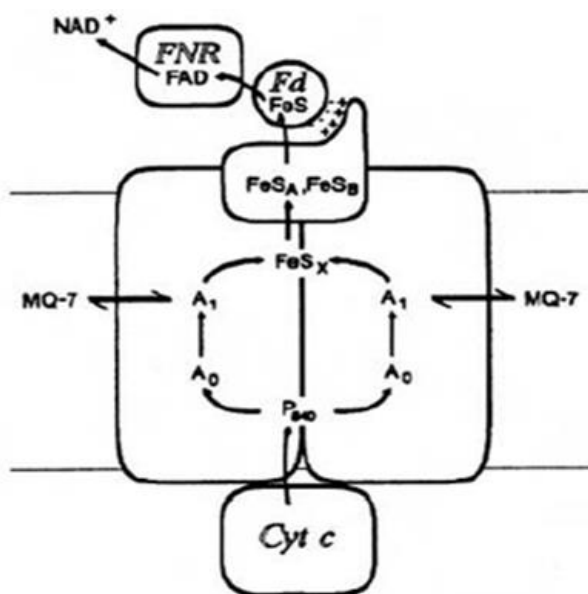 NAD+
FNR
FAD
Fd
FeS
FeSA,FeSB
FeSX
MQ-7
A1
A1
MQ-7
A0
A0
P840
Cyt c